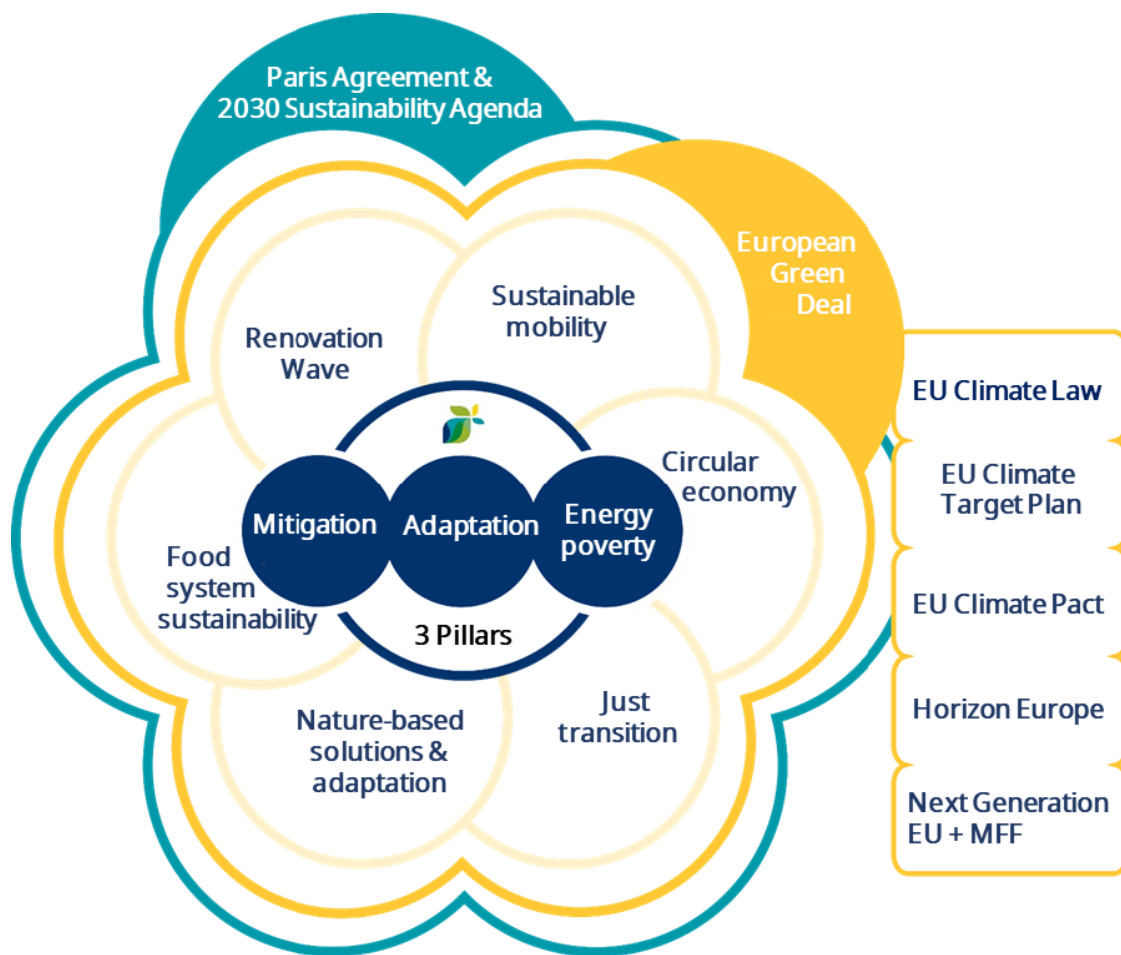 Paris Agreement &
2030 Sustainability Agenda
European
Green
Deal
Sustainable
mobility
Renovation
Wave
Circular
economy
Mitigation
Adaptation
Energy
poverty
Food
system
sustainability
3 Pillars
Nature-based
solutions &
adaptation
Just
transition
EU Climate Law
EU Climate
Target Plan
EU Climate Pact
Horizon Europe
Next Generation
EU + MFF